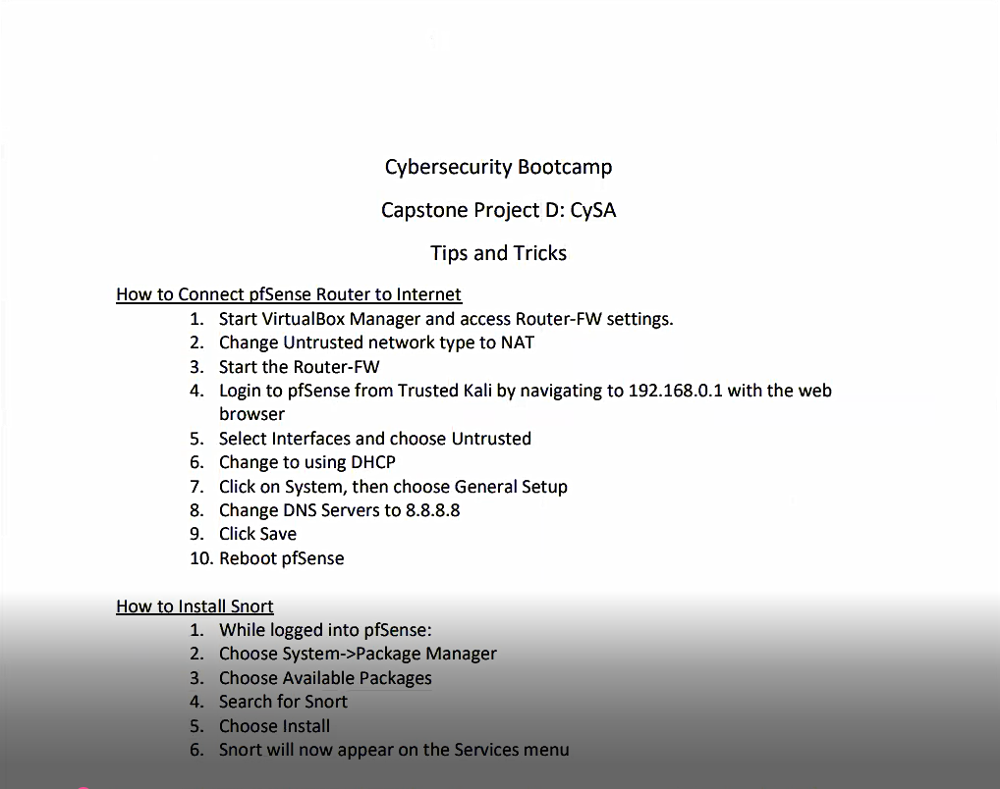 Cybersecurity Bootcamp
Capstone Project D: CySA
Tips and Tricks
How to Connect pfSense Router to Internet
1. Start VirtualBox Manager and access Router-FW settings.
2. Change Untrusted network type to NAT
3. Start the Router-FW
4. Login to pfSense from Trusted Kali by navigating to 192.168.0.1 with the web
browser
5. Select Interfaces and choose Untrusted
6. Change to using DHCP
7. Click on System, then choose General Setup
8. Change DNS Servers to 8.8.8.8
9. Click Save
10. Reboot pfSense
How to Install Snort
1. While logged into pfSense:
2. Choose System->Package Manager
3. Choose Available Packages
4. Search for Snort
5. Choose Install
6. Snort will now appear on the Services menu